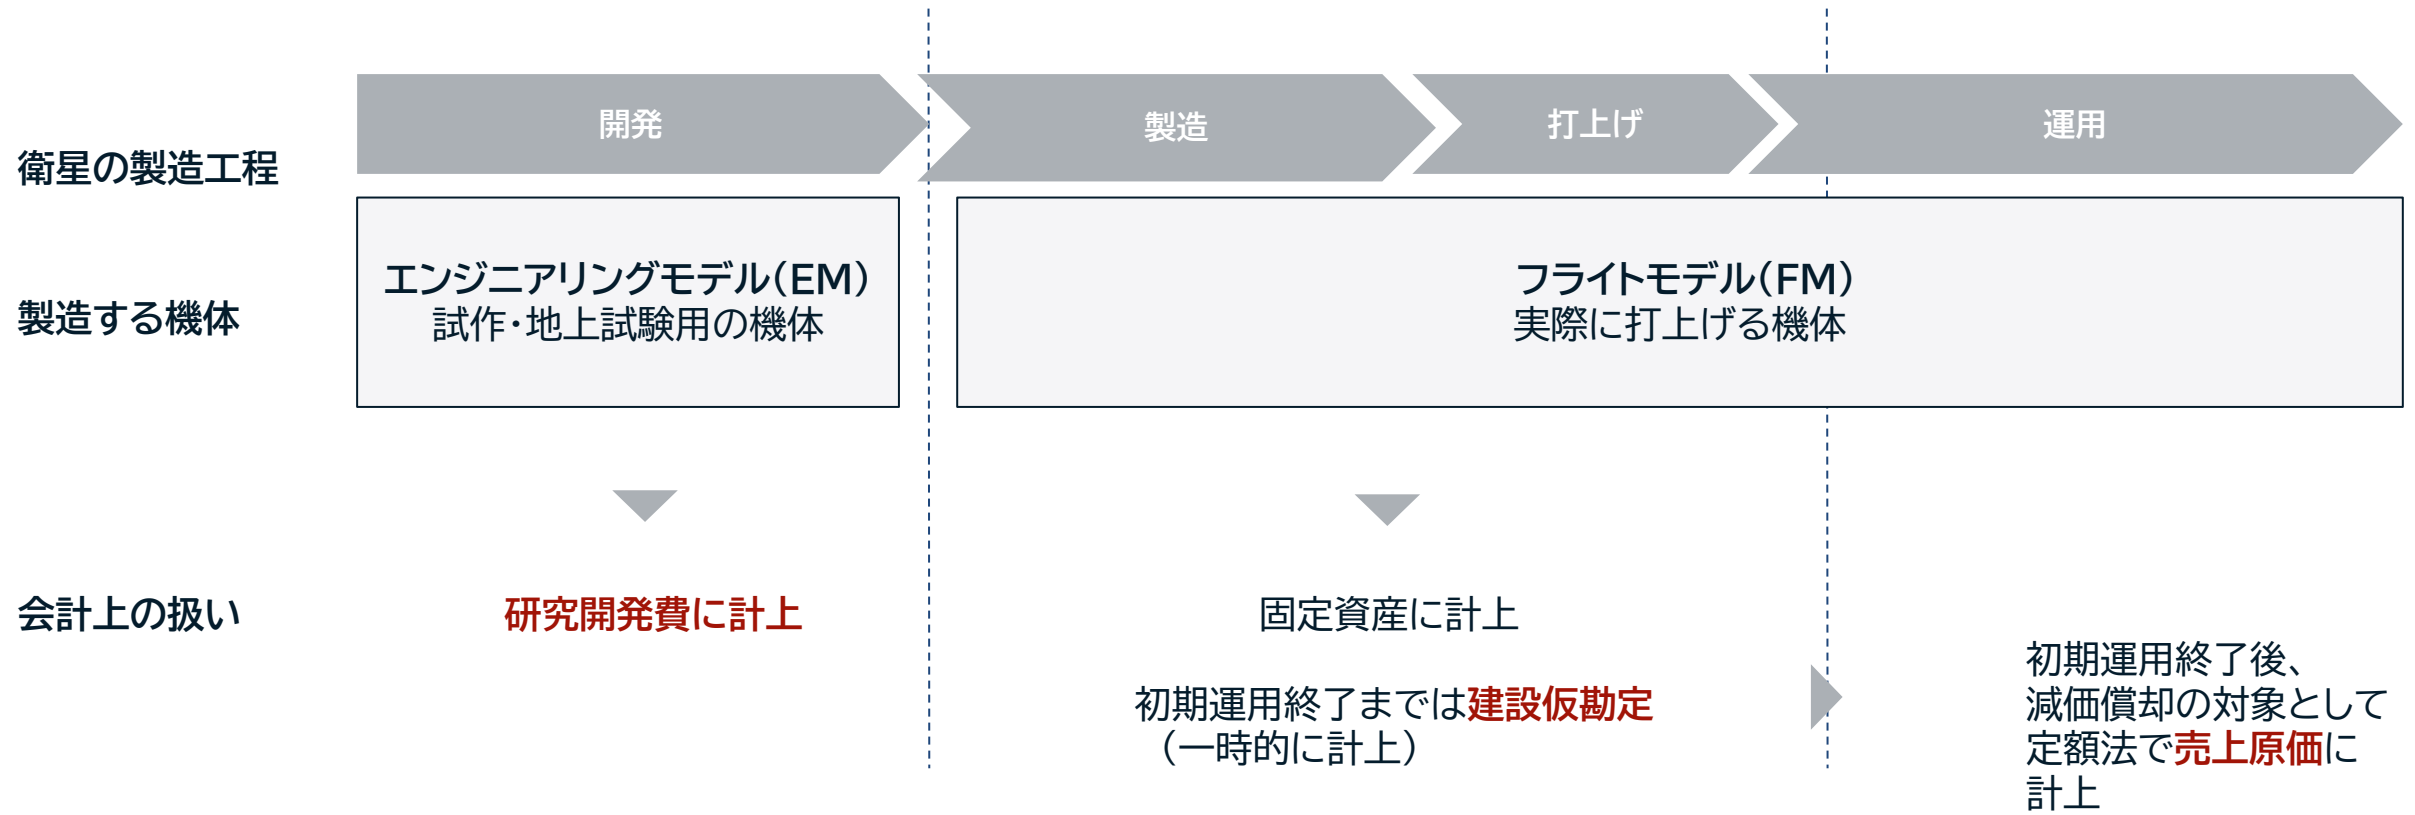 衛星の製造工程
開発
製造
打上げ
運用
製造する機体
エンジニアリングモデル(EM)
試作・地上試験用の機体
フライトモデル(FM)
実際に打上げる機体
会計上の扱い
研究開発費に計上
固定資産に計上
初期運用終了までは建設仮勘定
（一時的に計上）
初期運用終了後、
減価償却の対象として
定額法で売上原価に
計上